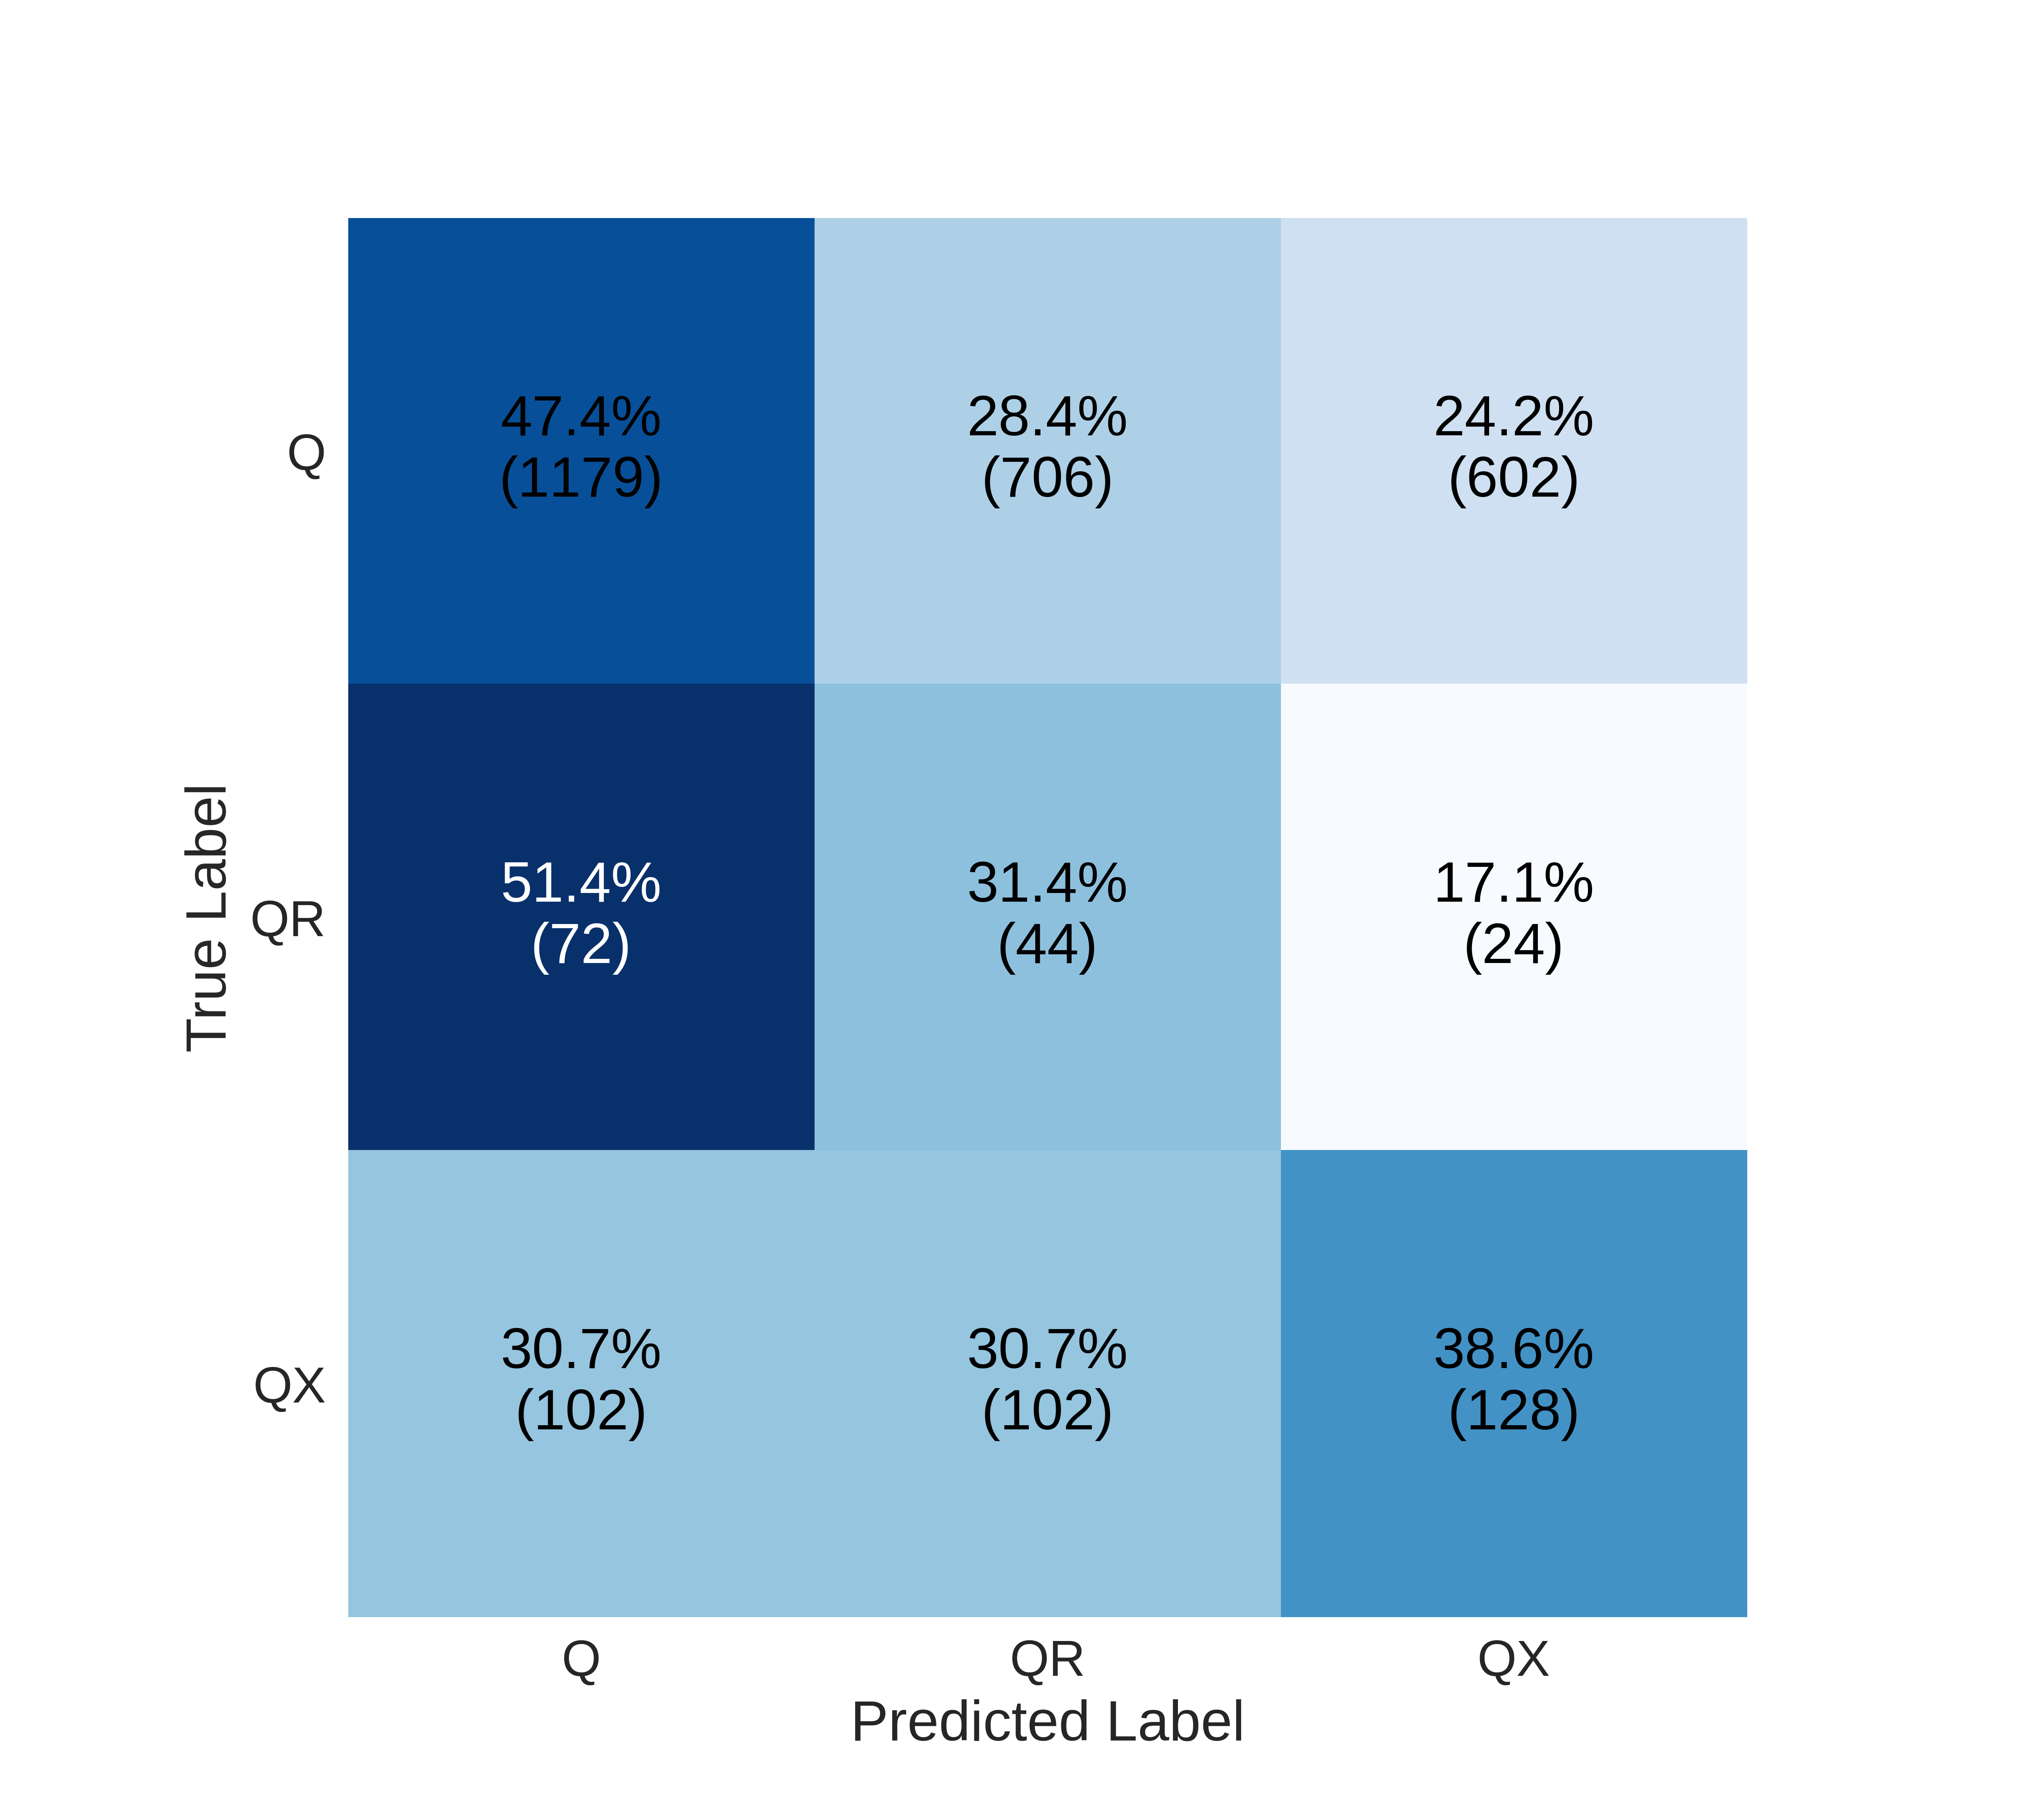 47.4% 28.4% 24.2%
Q (1179) (706) (602)
51.4% 31.4% 17.1%
True Label QR (72) (44) (24)
30.7% 30.7% 38.6%
QX (102) (102) (128)
Q QR QX
Predicted Label